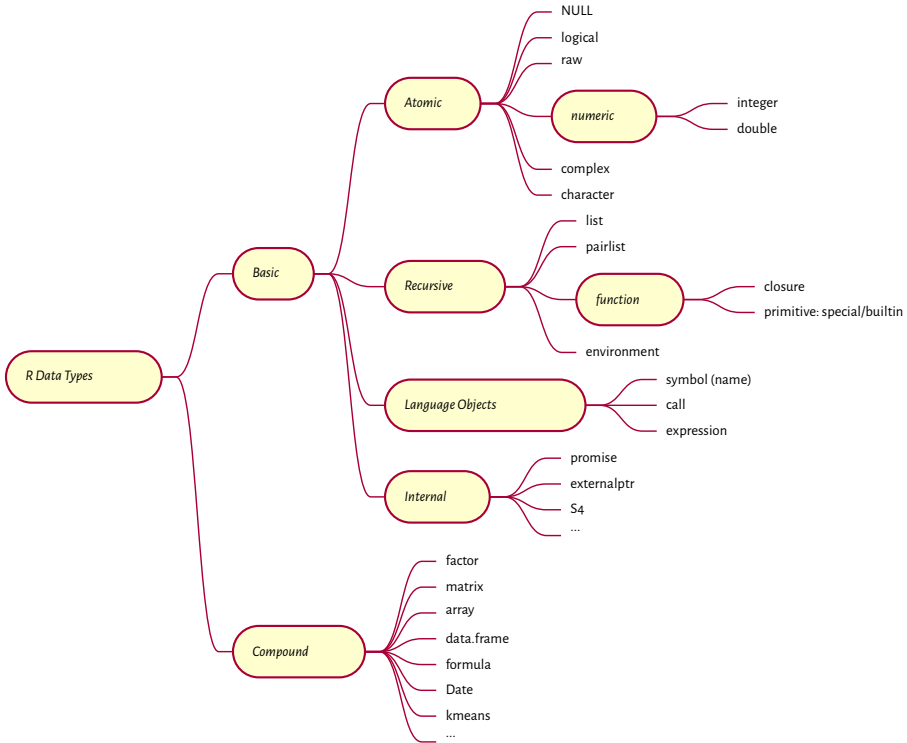 R Data Types
Basic
Atomic
NULL
logical
raw
numeric
integer
double
complex
character
Recursive
list
pairlist
function
closure
primitive: special/builtin
environment
Language Objects
symbol (name)
call
expression
Internal
promise
externalptr
S4
...
Compound
factor
matrix
array
data.frame
formula
Date
kmeans
...